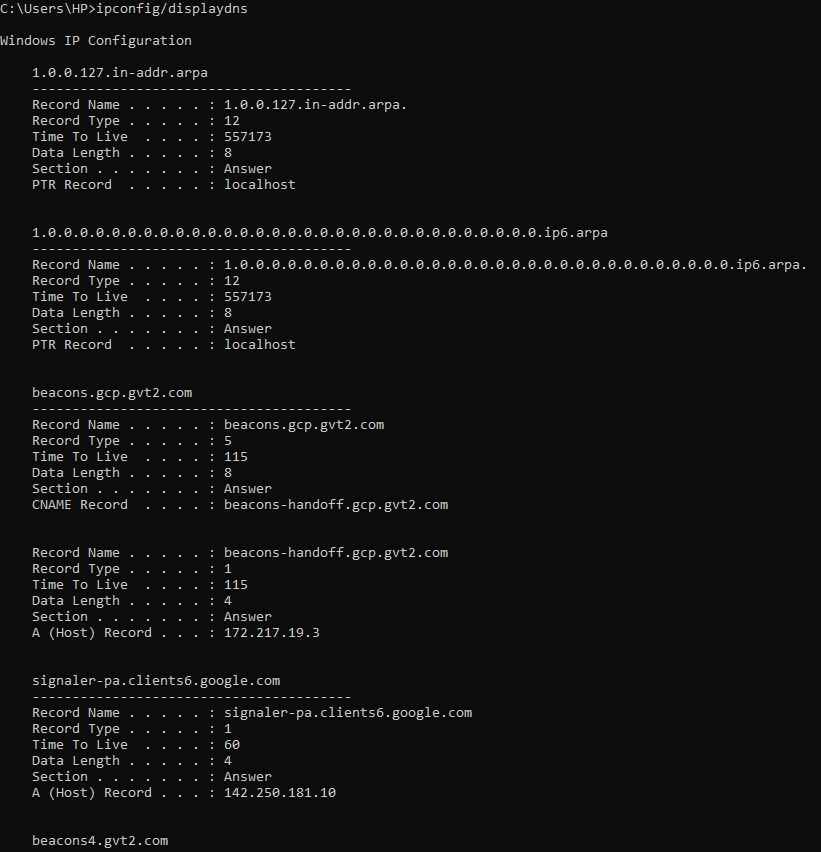 C:\Users\HP>ipconfig/displaydns
Windows IP Configuration
1.0.0.127.in-addr.arpa
----------------------------------------
Record Name . . . . . : 1.0.0.127.in-addr.arpa.
Record Type . . . . . : 12
Time To Live  . . . . : 557173
Data Length . . . . . : 8
Section . . . . . . . : Answer
PTR Record  . . . . . : localhost
1.0.0.0.0.0.0.0.0.0.0.0.0.0.0.0.0.0.0.0.0.0.0.0.0.0.0.0.0.0.0.0.ip6.arpa
----------------------------------------
Record Name . . . . . : 1.0.0.0.0.0.0.0.0.0.0.0.0.0.0.0.0.0.0.0.0.0.0.0.0.0.0.0.0.0.0.0.ip6.arpa.
Record Type . . . . . : 12
Time To Live  . . . . : 557173
Data Length . . . . . : 8
Section . . . . . . . : Answer
PTR Record  . . . . . : localhost
beacons.gcp.gvt2.com
----------------------------------------
Record Name . . . . . : beacons.gcp.gvt2.com
Record Type . . . . . : 5
Time To Live  . . . . : 115
Data Length . . . . . : 8
Section . . . . . . . : Answer
CNAME Record  . . . . : beacons-handoff.gcp.gvt2.com
Record Name . . . . . : beacons-handoff.gcp.gvt2.com
Record Type . . . . . : 1
Time To Live  . . . . : 115
Data Length . . . . . : 4
Section . . . . . . . : Answer
A (Host) Record . . . : 172.217.19.3
signaler-pa.clients6.google.com
----------------------------------------
Record Name . . . . . : signaler-pa.clients6.google.com
Record Type . . . . . : 1
Time To Live  . . . . : 60
Data Length . . . . . : 4
Section . . . . . . . : Answer
A (Host) Record . . . : 142.250.181.10
beacons4.gvt2.com